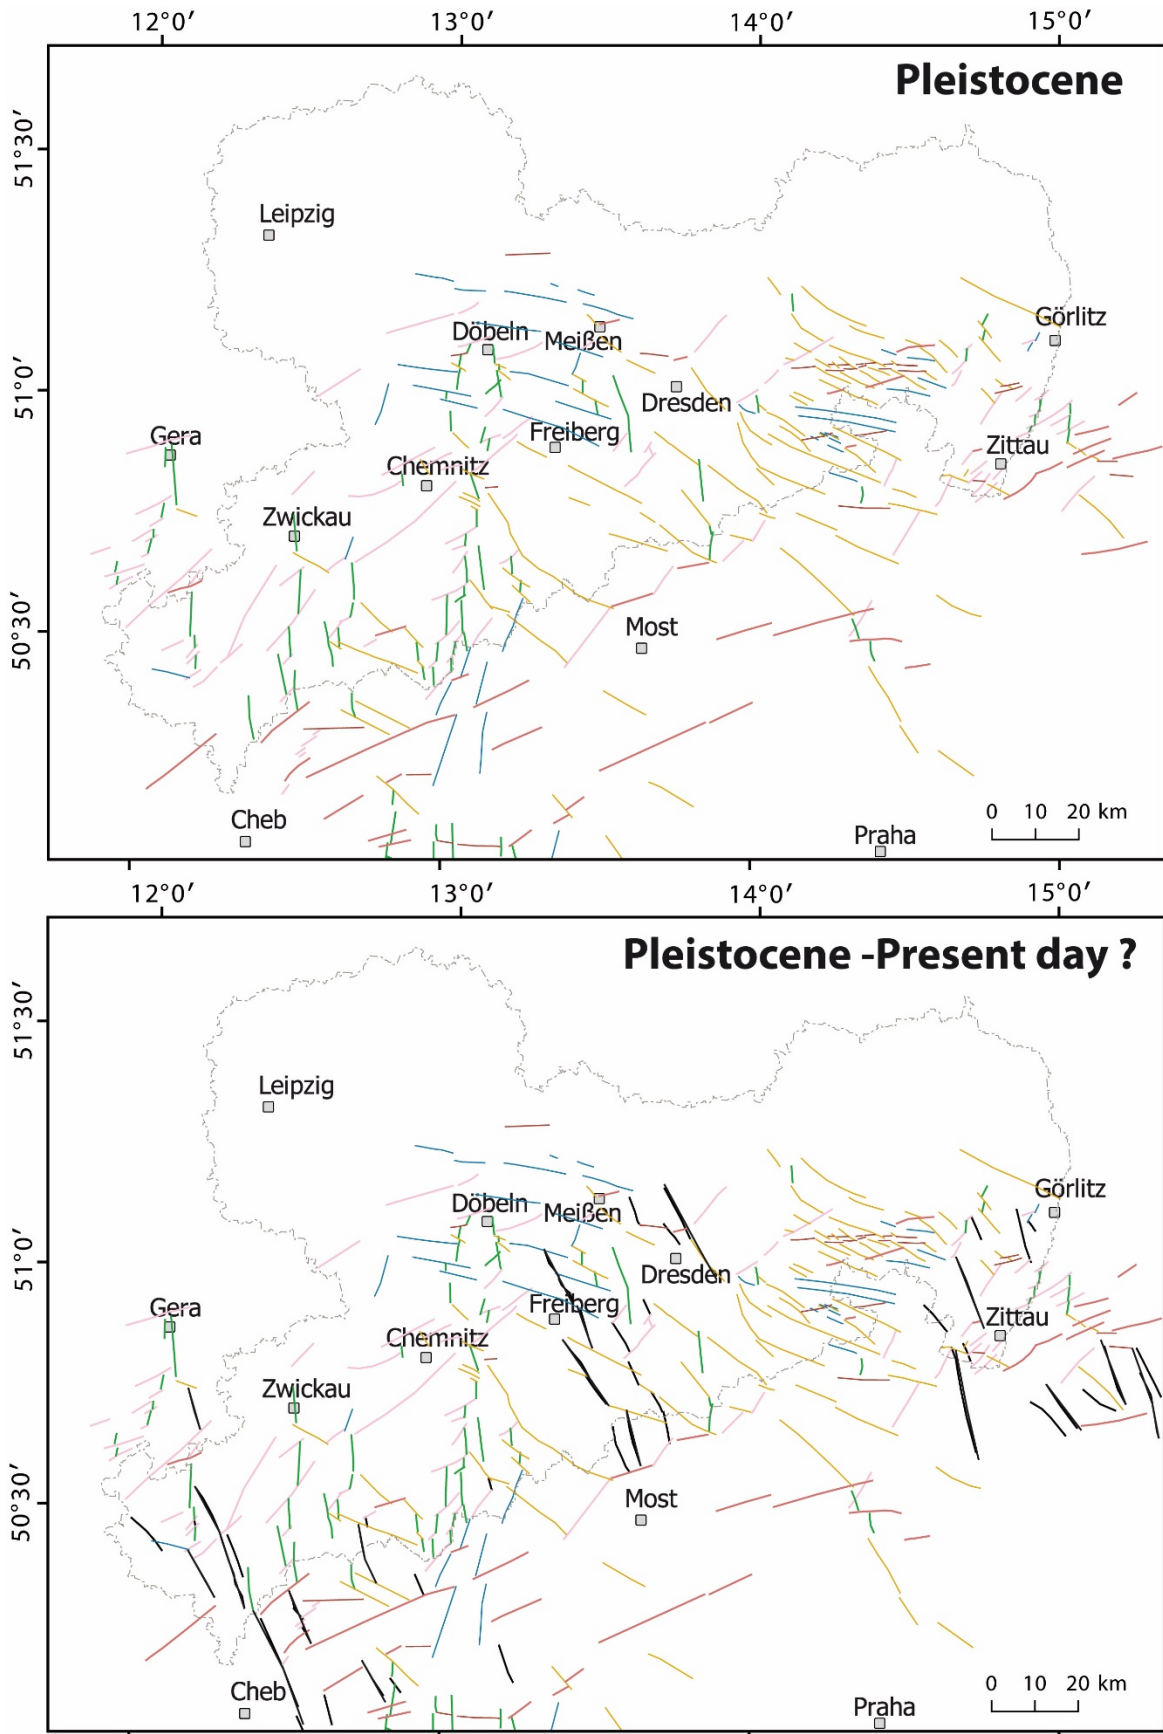 12°0′ 13°0′ 14°0′ 15°0′
Pleistocene
51°30′
Leipzig
Görlitz
Döbeln
Meißen
51°0′
Dresden
Gera
Freiberg
Zittau
Chemnitz
Zwickau
50°30′
Most
Cheb
0 10 20 km
Praha
12°0′ 13°0′ 14°0′ 15°0′
Pleistocene -Present day ?
51°30′
Leipzig
Görlitz
Döbeln
Meißen
51°0′
Dresden
Gera
Freiberg
Zittau
Chemnitz
Zwickau
50°30′
Most
Cheb
0 10 20 km
Praha